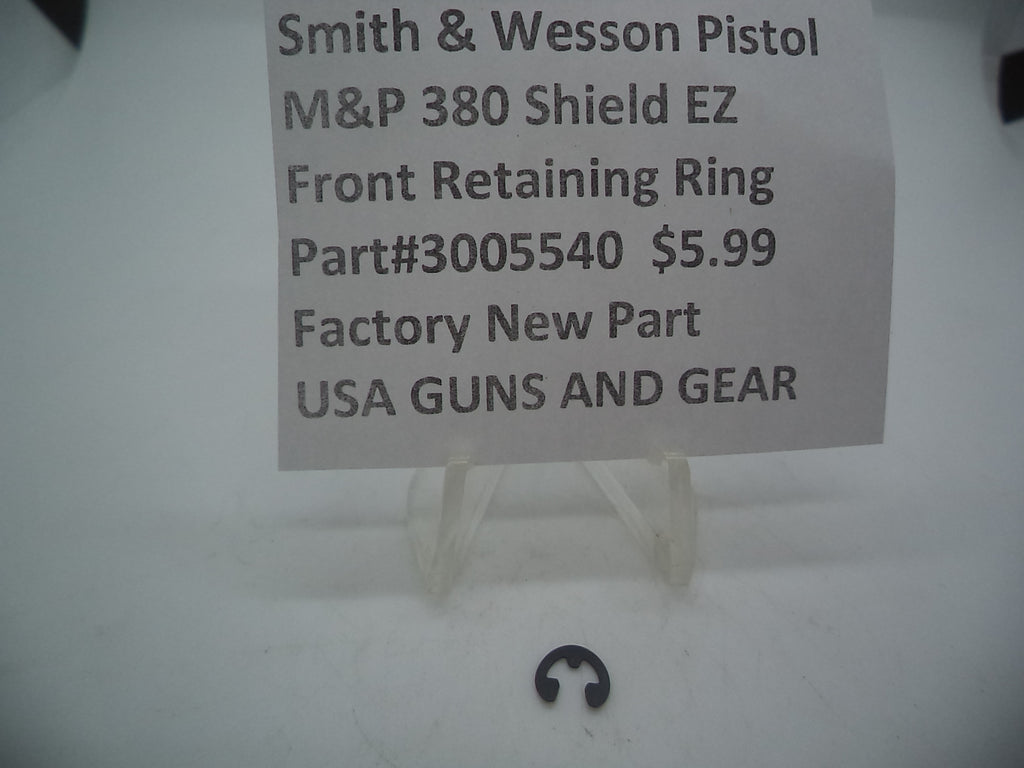 Smith & Wesson Pistol
M&P 380 Shield EZ
Front Retaining Ring
Part#3005540 $5.99
Factory New Part
USA GUNS AND GEAR